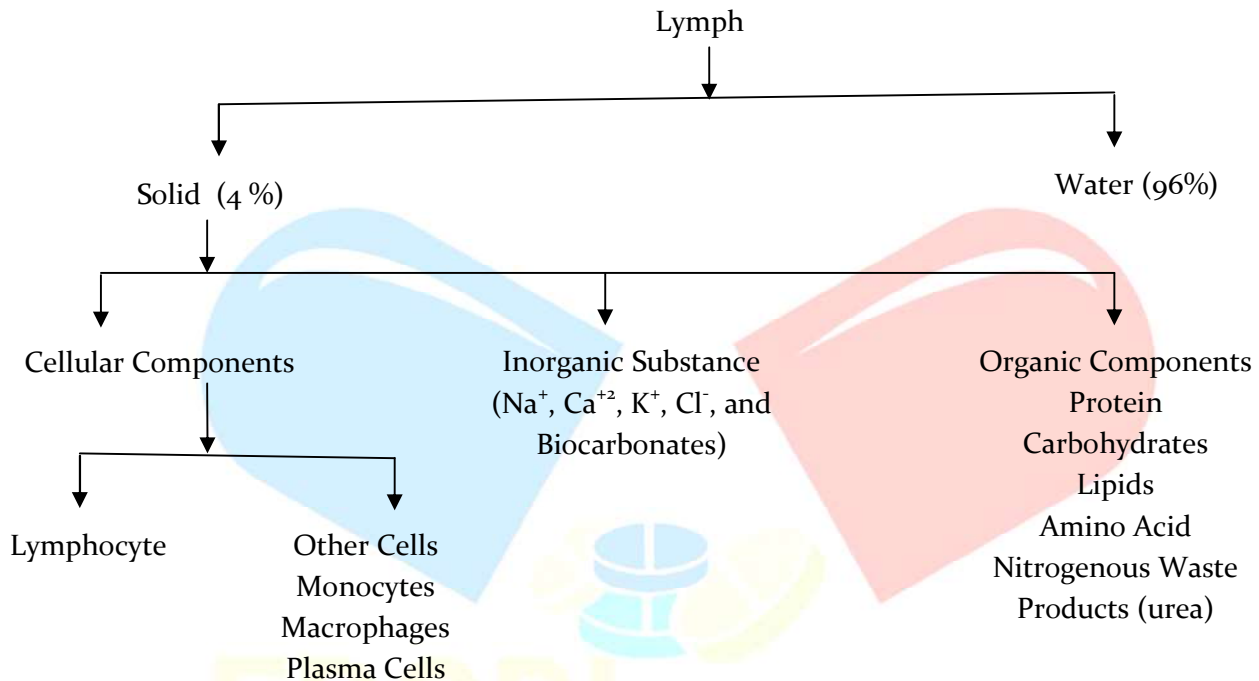 Lymph
Solid (4 %)
Water (96%)
Cellular Components
Inorganic Substance
(Na⁺, Ca⁺², K⁺, Cl⁻, and
Biocarbonates)
Organic Components
Protein
Carbohydrates
Lipids
Amino Acid
Nitrogenous Waste
Products (urea)
Lymphocyte
Other Cells
Monocytes
Macrophages
Plasma Cells